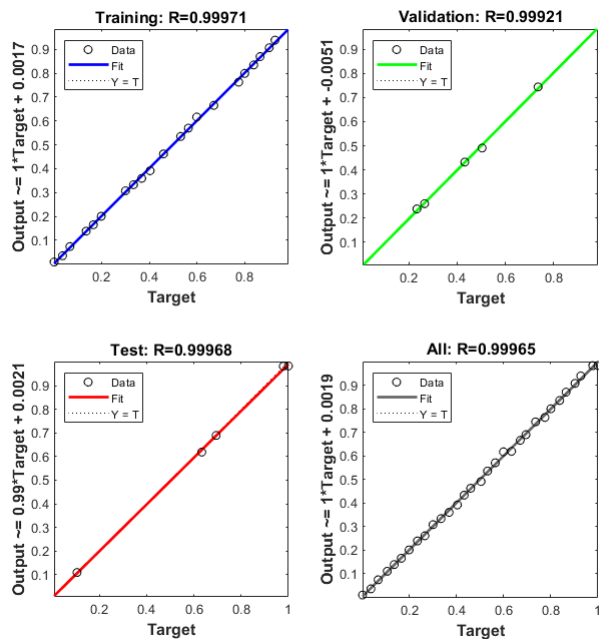 Training: R=0.99971
Output ~= 1*Target + 0.0017
0.9
0.8
0.7
0.6
0.5
0.4
0.3
0.2
0.1
Data
Fit
Y = T
0.2 0.4 0.6 0.8
Target
Validation: R=0.99921
Output ~= 1*Target + -0.0051
0.9
0.8
0.7
0.6
0.5
0.4
0.3
0.2
0.1
Data
Fit
Y = T
0.2 0.4 0.6 0.8
Target
Test: R=0.99968
Output ~= 0.99*Target + 0.0021
0.9
0.8
0.7
0.6
0.5
0.4
0.3
0.2
0.1
Data
Fit
Y = T
0.2 0.4 0.6 0.8 1
Target
All: R=0.99965
Output ~= 1*Target + 0.0019
0.9
0.8
0.7
0.6
0.5
0.4
0.3
0.2
0.1
Data
Fit
Y = T
0.2 0.4 0.6 0.8 1
Target